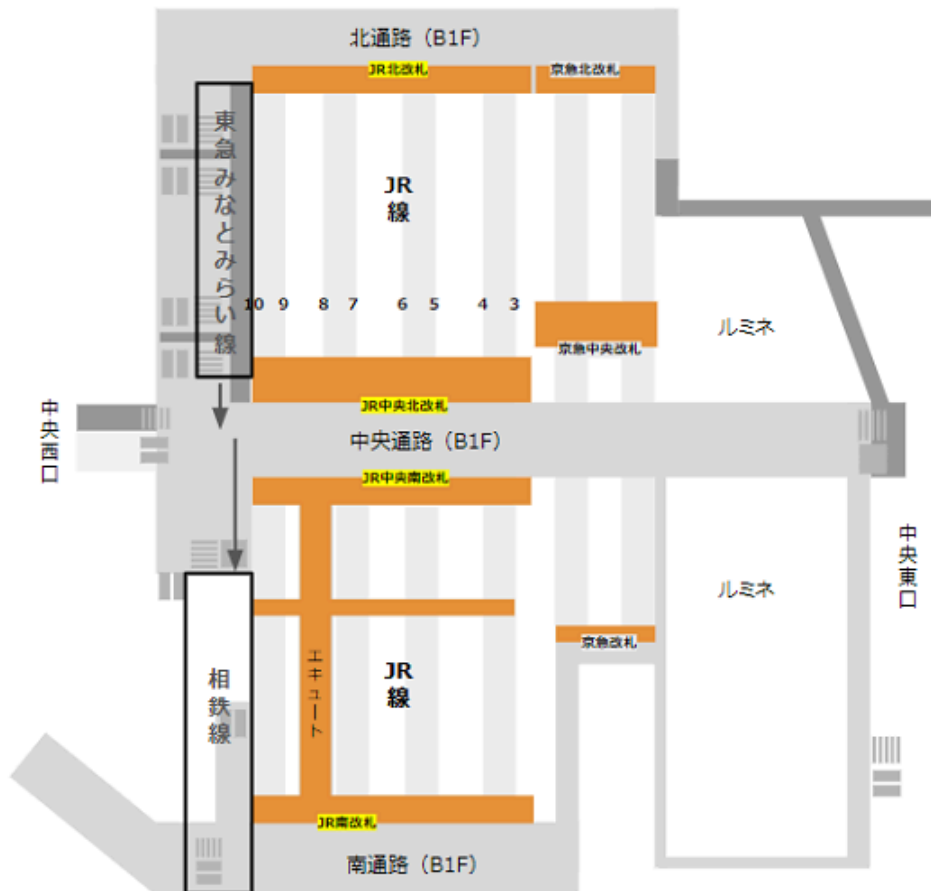 北通路（B1F）
JR北改札
京急北改札
東急みなとみらい線
JR
線
10 9 8 7 6 5 4 3
ルミネ
京急中央改札
JR中央北改札
中央西口
中央通路（B1F）
JR中央南改札
中央東口
ルミネ
京急改札
エキュート
JR
線
相鉄線
JR南改札
南通路（B1F）